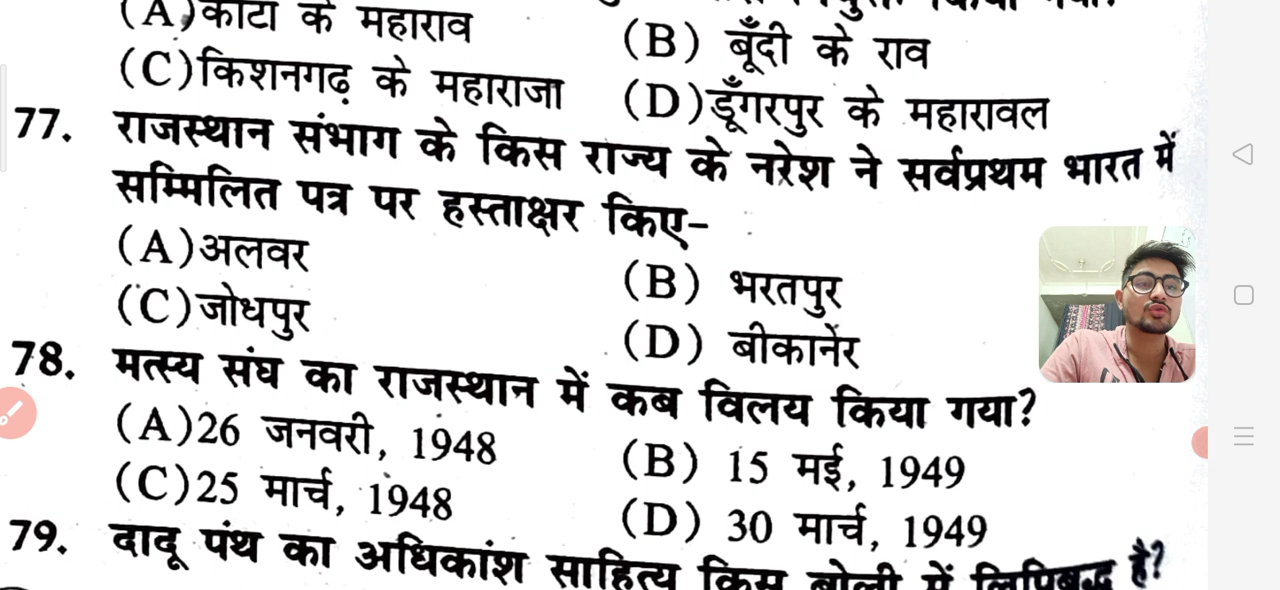 (A)कोटा के महाराव
(B) बूँदी के राव
(C)किशनगढ़ के महाराजा
(D)डूँगरपुर के महारावल
77. राजस्थान संभाग के किस राज्य के नरेश ने सर्वप्रथम भारत में
सम्मिलित पत्र पर हस्ताक्षर किए-
(A)अलवर
(B) भरतपुर
(C)जोधपुर
(D) बीकानेर
78. मत्स्य संघ का राजस्थान में कब विलय किया गया?
(A)26 जनवरी, 1948
(B) 15 मई, 1949
(C)25 मार्च, 1948
(D) 30 मार्च, 1949
79. दादू पंथ का अधिकांश साहित्य किस बोली में लिपिबद्ध है?